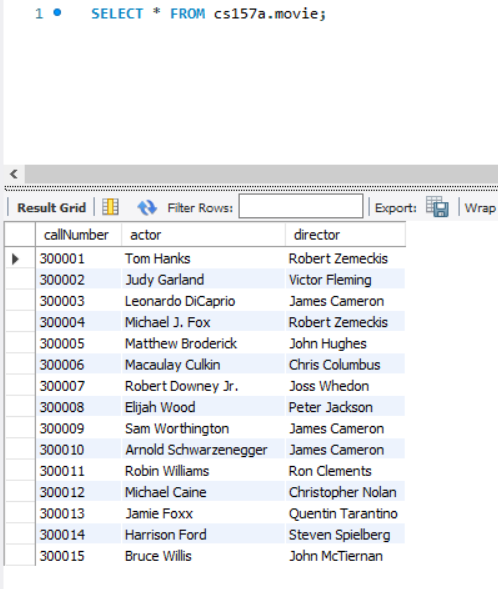 1 SELECT * FROM cs157a.movie;
Result Grid Filter Rows: Export: Wrap
callNumber actor director
300001 Tom Hanks Robert Zemeckis
300002 Judy Garland Victor Fleming
300003 Leonardo DiCaprio James Cameron
300004 Michael J. Fox Robert Zemeckis
300005 Matthew Broderick John Hughes
300006 Macaulay Culkin Chris Columbus
300007 Robert Downey Jr. Joss Whedon
300008 Elijah Wood Peter Jackson
300009 Sam Worthington James Cameron
300010 Arnold Schwarzenegger James Cameron
300011 Robin Williams Ron Clements
300012 Michael Caine Christopher Nolan
300013 Jamie Foxx Quentin Tarantino
300014 Harrison Ford Steven Spielberg
300015 Bruce Willis John McTiernan